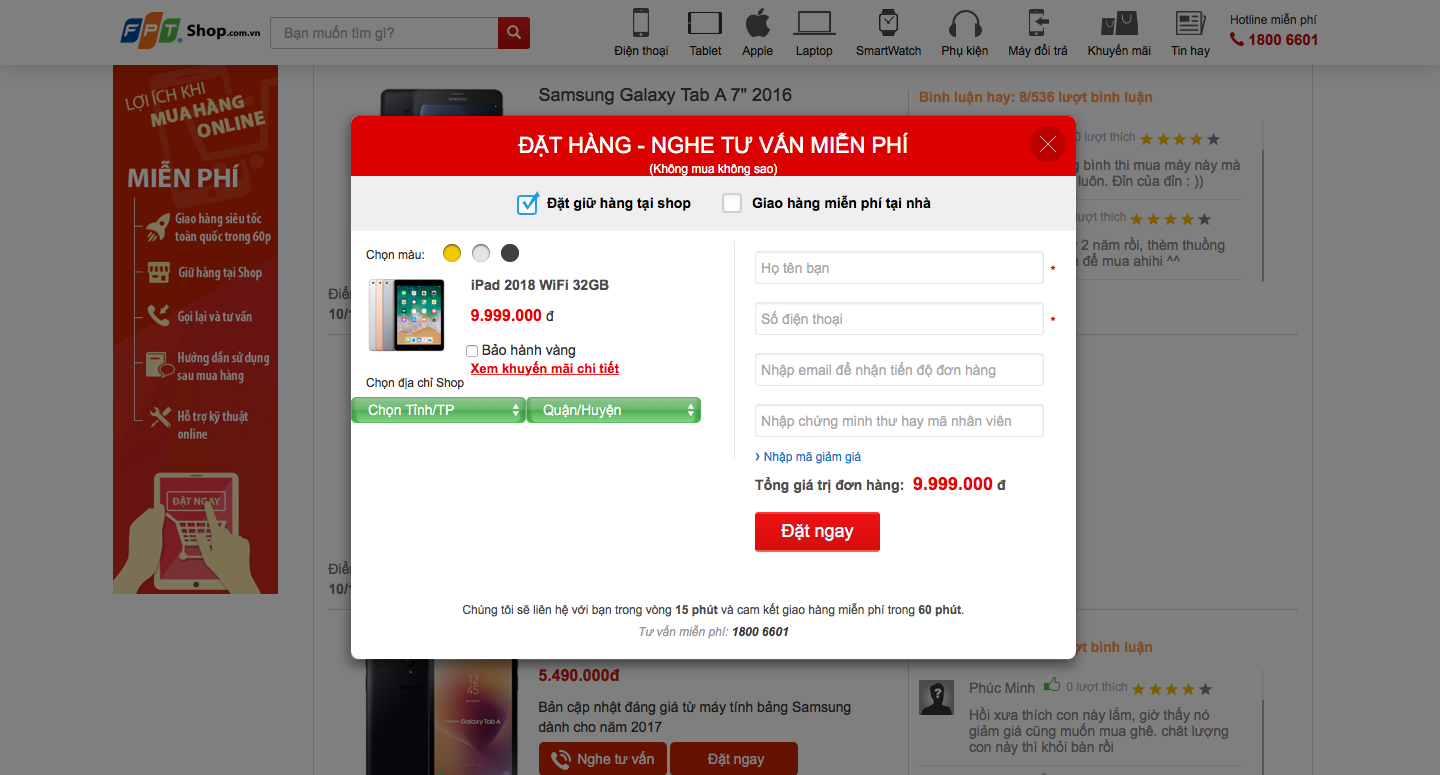 FPT Shop.com.vn
Bạn muốn tìm gì?
Điện thoại
Tablet
Apple
Laptop
SmartWatch
Phụ kiện
Máy đổi trả
Khuyến mãi
Tin hay
Hotline miễn phí
1800 6601
LỢI ÍCH KHI
MUA HÀNG
ONLINE
MIỄN PHÍ
Giao hàng siêu tốc
toàn quốc trong 60p
Giữ hàng tại Shop
Gọi lại và tư vấn
Hướng dẫn sử dụng
sau mua hàng
Hỗ trợ kỹ thuật
online
ĐẶT NGAY
Samsung Galaxy Tab A 7" 2016
SAMSUNG
Bình luận hay: 8/536 lượt bình luận
0 lượt thích
bình thi mua máy này mà
luôn. Đỉn của đỉn : ))
lượt thích
2 năm rồi, thèm thuồng
để mua ahihi ^^
10/1
10/1
ĐẶT HÀNG - NGHE TƯ VẤN MIỄN PHÍ
(Không mua không sao)
Đặt giữ hàng tại shop
Giao hàng miễn phí tại nhà
Chọn màu:
iPad 2018 WiFi 32GB
9.999.000 đ
Bảo hành vàng
Xem khuyến mãi chi tiết
Chọn địa chỉ Shop
Chọn Tỉnh/TP
Quận/Huyện
Họ tên bạn
*
Số điện thoại
*
Nhập email để nhận tiến độ đơn hàng
Nhập chứng minh thư hay mã nhân viên
› Nhập mã giảm giá
Tổng giá trị đơn hàng: 9.999.000 đ
Đặt ngay
Chúng tôi sẽ liên hệ với bạn trong vòng 15 phút và cam kết giao hàng miễn phí trong 60 phút.
Tư vấn miễn phí: 1800 6601
12
45
Galaxy Tab A
5.490.000đ
Bản cập nhật đáng giá từ máy tính bảng Samsung
dành cho năm 2017
Nghe tư vấn
Đặt ngay
bình luận
Phúc Minh
0 lượt thích
Hồi xưa thích con này lắm, giờ thấy nó
giảm giá cũng muốn mua ghê. chât lượng
con này thì khỏi bàn rồi